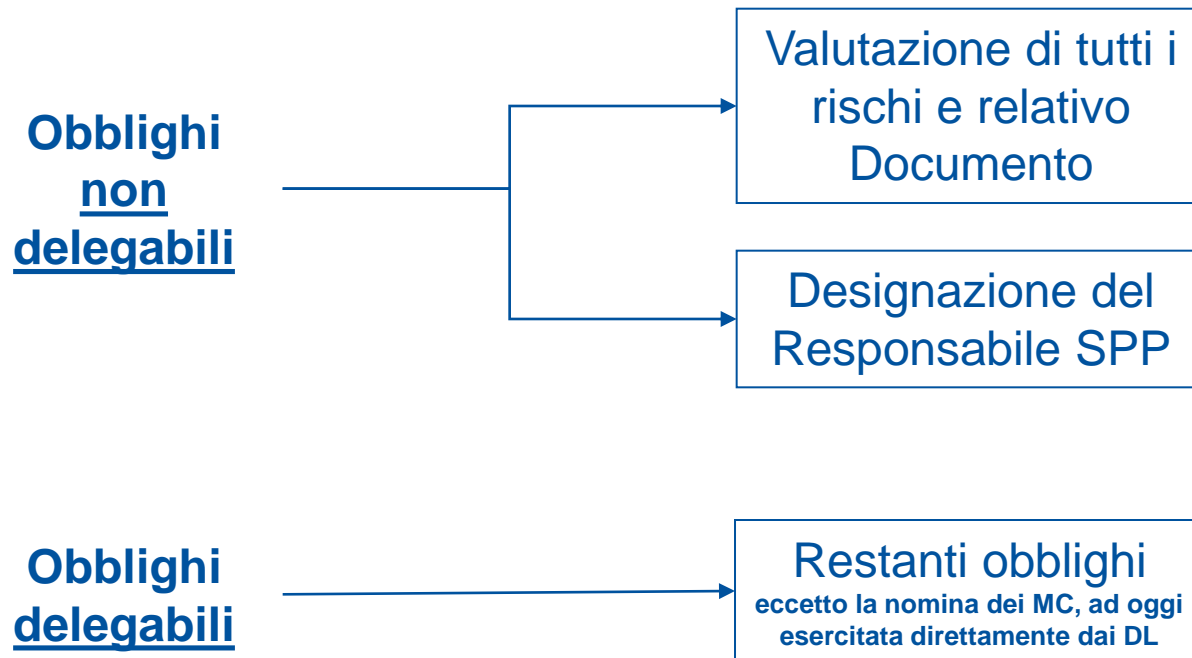 Obblighi
non
delegabili
Valutazione di tutti i
rischi e relativo
Documento
Designazione del
Responsabile SPP
Obblighi
delegabili
Restanti obblighi
eccetto la nomina dei MC, ad oggi
esercitata direttamente dai DL